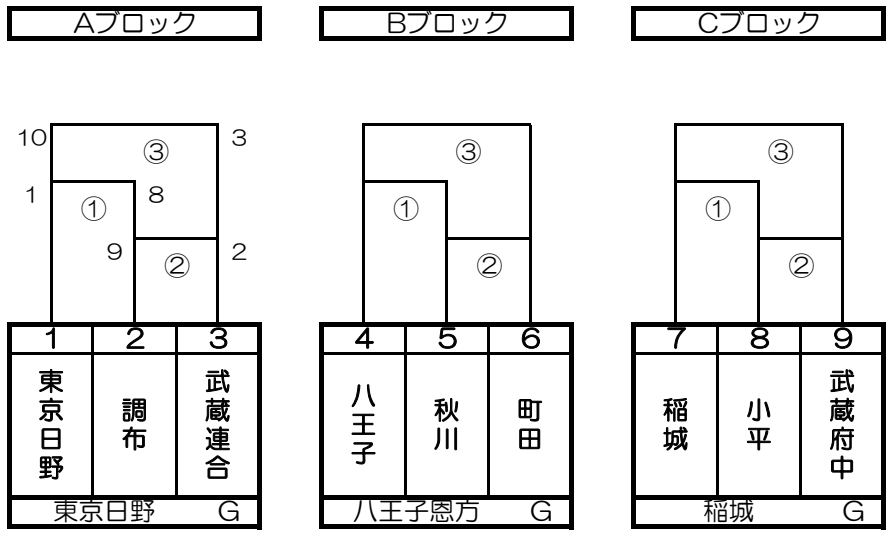 Aブロック Bブロック Cブロック
10 ③ 3 ③ ③
1 ① 8 ① ①
9 ② 2 ② ②
1 2 3 4 5 6 7 8 9
東京日野 調布 武蔵連合 八王子 秋川 町田 稲城 小平 武蔵府中
東京日野 G 八王子恩方 G 稲城 G